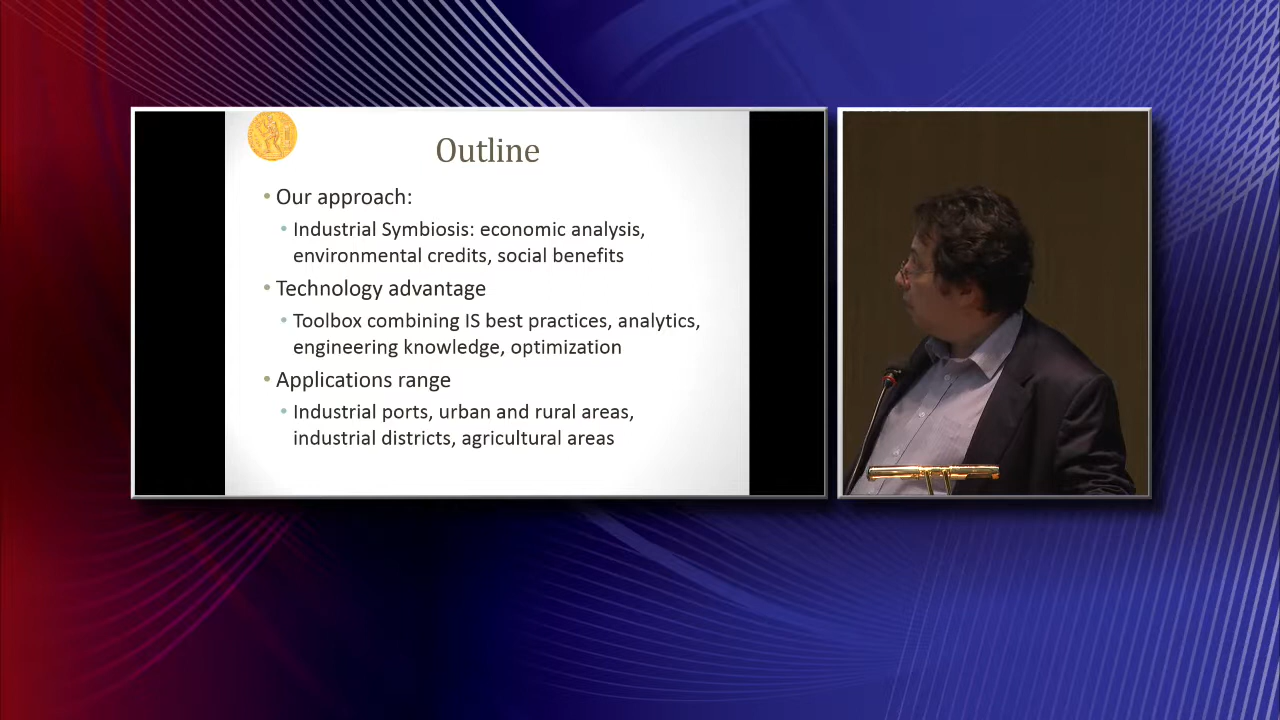 Outline
• Our approach:
• Industrial Symbiosis: economic analysis,
environmental credits, social benefits
• Technology advantage
• Toolbox combining IS best practices, analytics,
engineering knowledge, optimization
• Applications range
• Industrial ports, urban and rural areas,
industrial districts, agricultural areas